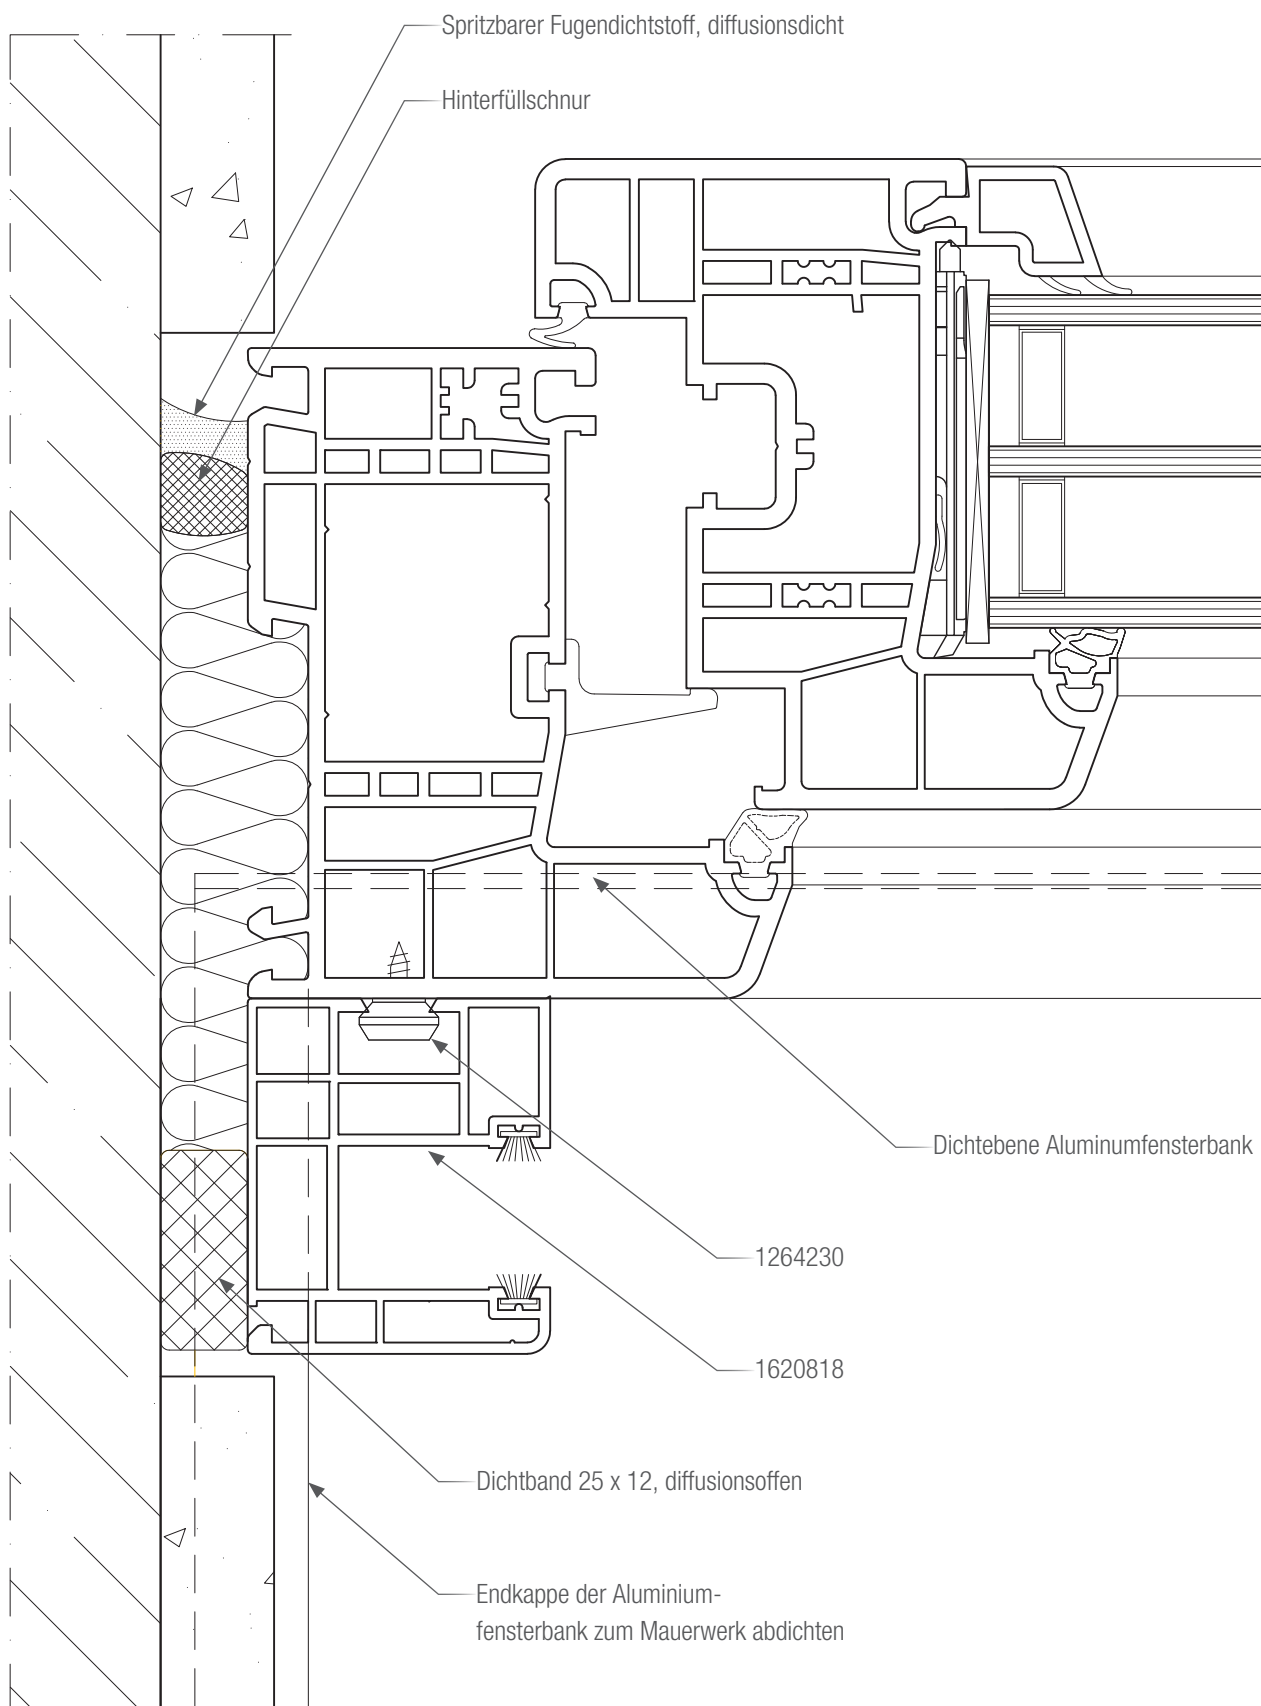 Spritzbarer Fugendichtstoff, diffusionsdicht
Hinterfüllschnur
Dichtebene Aluminumfensterbank
1264230
1620818
Dichtband 25 x 12, diffusionsoffen
Endkappe der Aluminium-
fensterbank zum Mauerwerk abdichten